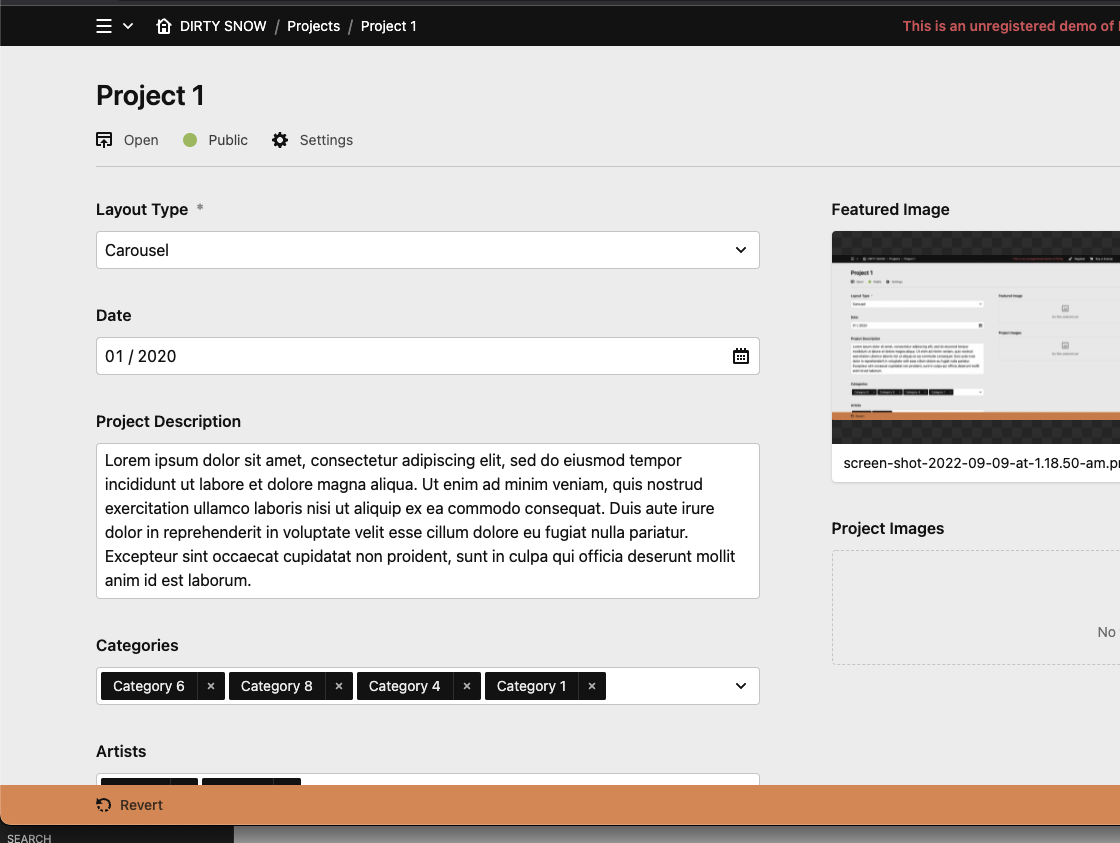 DIRTY SNOW / Projects / Project 1
This is an unregistered demo of
Project 1
Open Public Settings
Layout Type *
Carousel
Date
01 / 2020
Project Description
Lorem ipsum dolor sit amet, consectetur adipiscing elit, sed do eiusmod tempor
incididunt ut labore et dolore magna aliqua. Ut enim ad minim veniam, quis nostrud
exercitation ullamco laboris nisi ut aliquip ex ea commodo consequat. Duis aute irure
dolor in reprehenderit in voluptate velit esse cillum dolore eu fugiat nulla pariatur.
Excepteur sint occaecat cupidatat non proident, sunt in culpa qui officia deserunt mollit
anim id est laborum.
Categories
Category 6 × Category 8 × Category 4 × Category 1 ×
Artists
Featured Image
Project 1
screen-shot-2022-09-09-at-1.18.50-am.p
Project Images
No
Revert
SEARCH